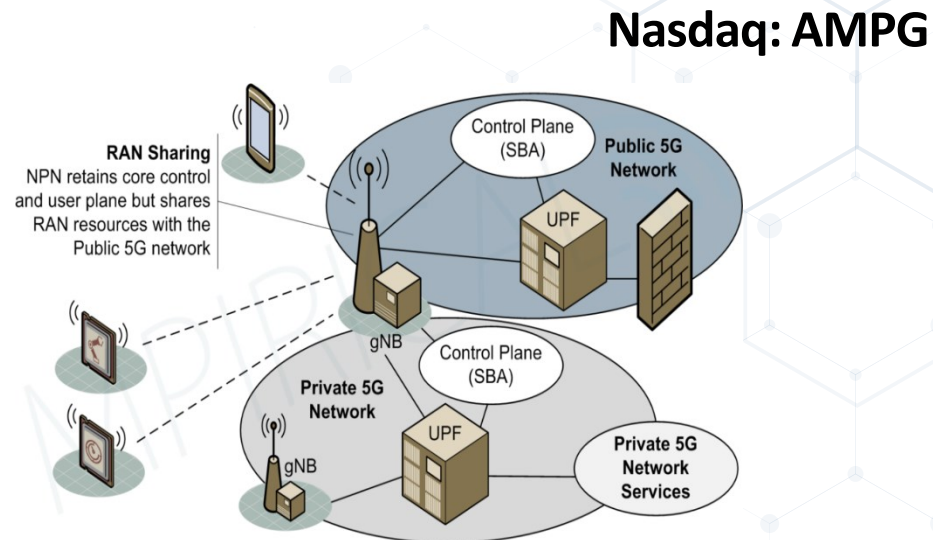 Nasdaq: AMPG
RAN Sharing
NPN retains core control
and user plane but shares
RAN resources with the
Public 5G network
Control Plane
(SBA)
Public 5G
Network
UPF
gNB
Control Plane
(SBA)
Private 5G
Network
UPF
gNB
Private 5G
Network
Services
MPIRICAL